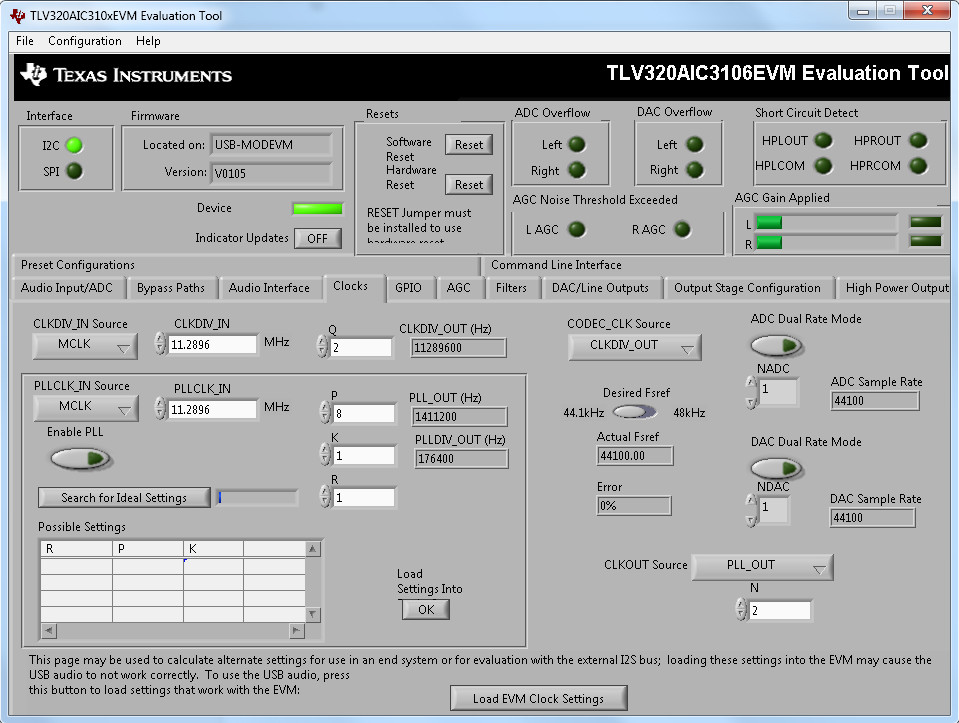 TLV320AIC310xEVM Evaluation Tool
File Configuration Help
TEXAS INSTRUMENTS
TLV320AIC3106EVM Evaluation Tool
Interface
I2C
SPI
Firmware
Located on: USB-MODEVM
Version: V0105
Device
Indicator Updates OFF
Resets
Software Reset
Reset
Hardware Reset
Reset
RESET Jumper must
be installed to use
hardware reset
ADC Overflow
Left
Right
DAC Overflow
Left
Right
Short Circuit Detect
HPLOUT HPROUT
HPLCOM HPRCOM
AGC Noise Threshold Exceeded
L AGC R AGC
AGC Gain Applied
L
R
Preset Configurations Command Line Interface
Audio Input/ADC Bypass Paths Audio Interface Clocks GPIO AGC Filters DAC/Line Outputs Output Stage Configuration High Power Output
CLKDIV_IN Source
MCLK
CLKDIV_IN
11.2896 MHz
Q
2
CLKDIV_OUT (Hz)
11289600
PLLCLK_IN Source
MCLK
PLLCLK_IN
11.2896 MHz
P
8
PLL_OUT (Hz)
1411200
Enable PLL
K
1
PLLDIV_OUT (Hz)
176400
R
1
Search for Ideal Settings
Possible Settings
R P K
Load
Settings Into
OK
CODEC_CLK Source
CLKDIV_OUT
Desired Fsref
44.1kHz 48kHz
Actual Fsref
44100.00
Error
0%
ADC Dual Rate Mode
NADC
1
ADC Sample Rate
44100
DAC Dual Rate Mode
NDAC
1
DAC Sample Rate
44100
CLKOUT Source PLL_OUT
N
2
This page may be used to calculate alternate settings for use in an end system or for evaluation with the external I2S bus; loading these settings into the EVM may cause the
USB audio to not work correctly. To use the USB audio, press
this button to load settings that work with the EVM:
Load EVM Clock Settings